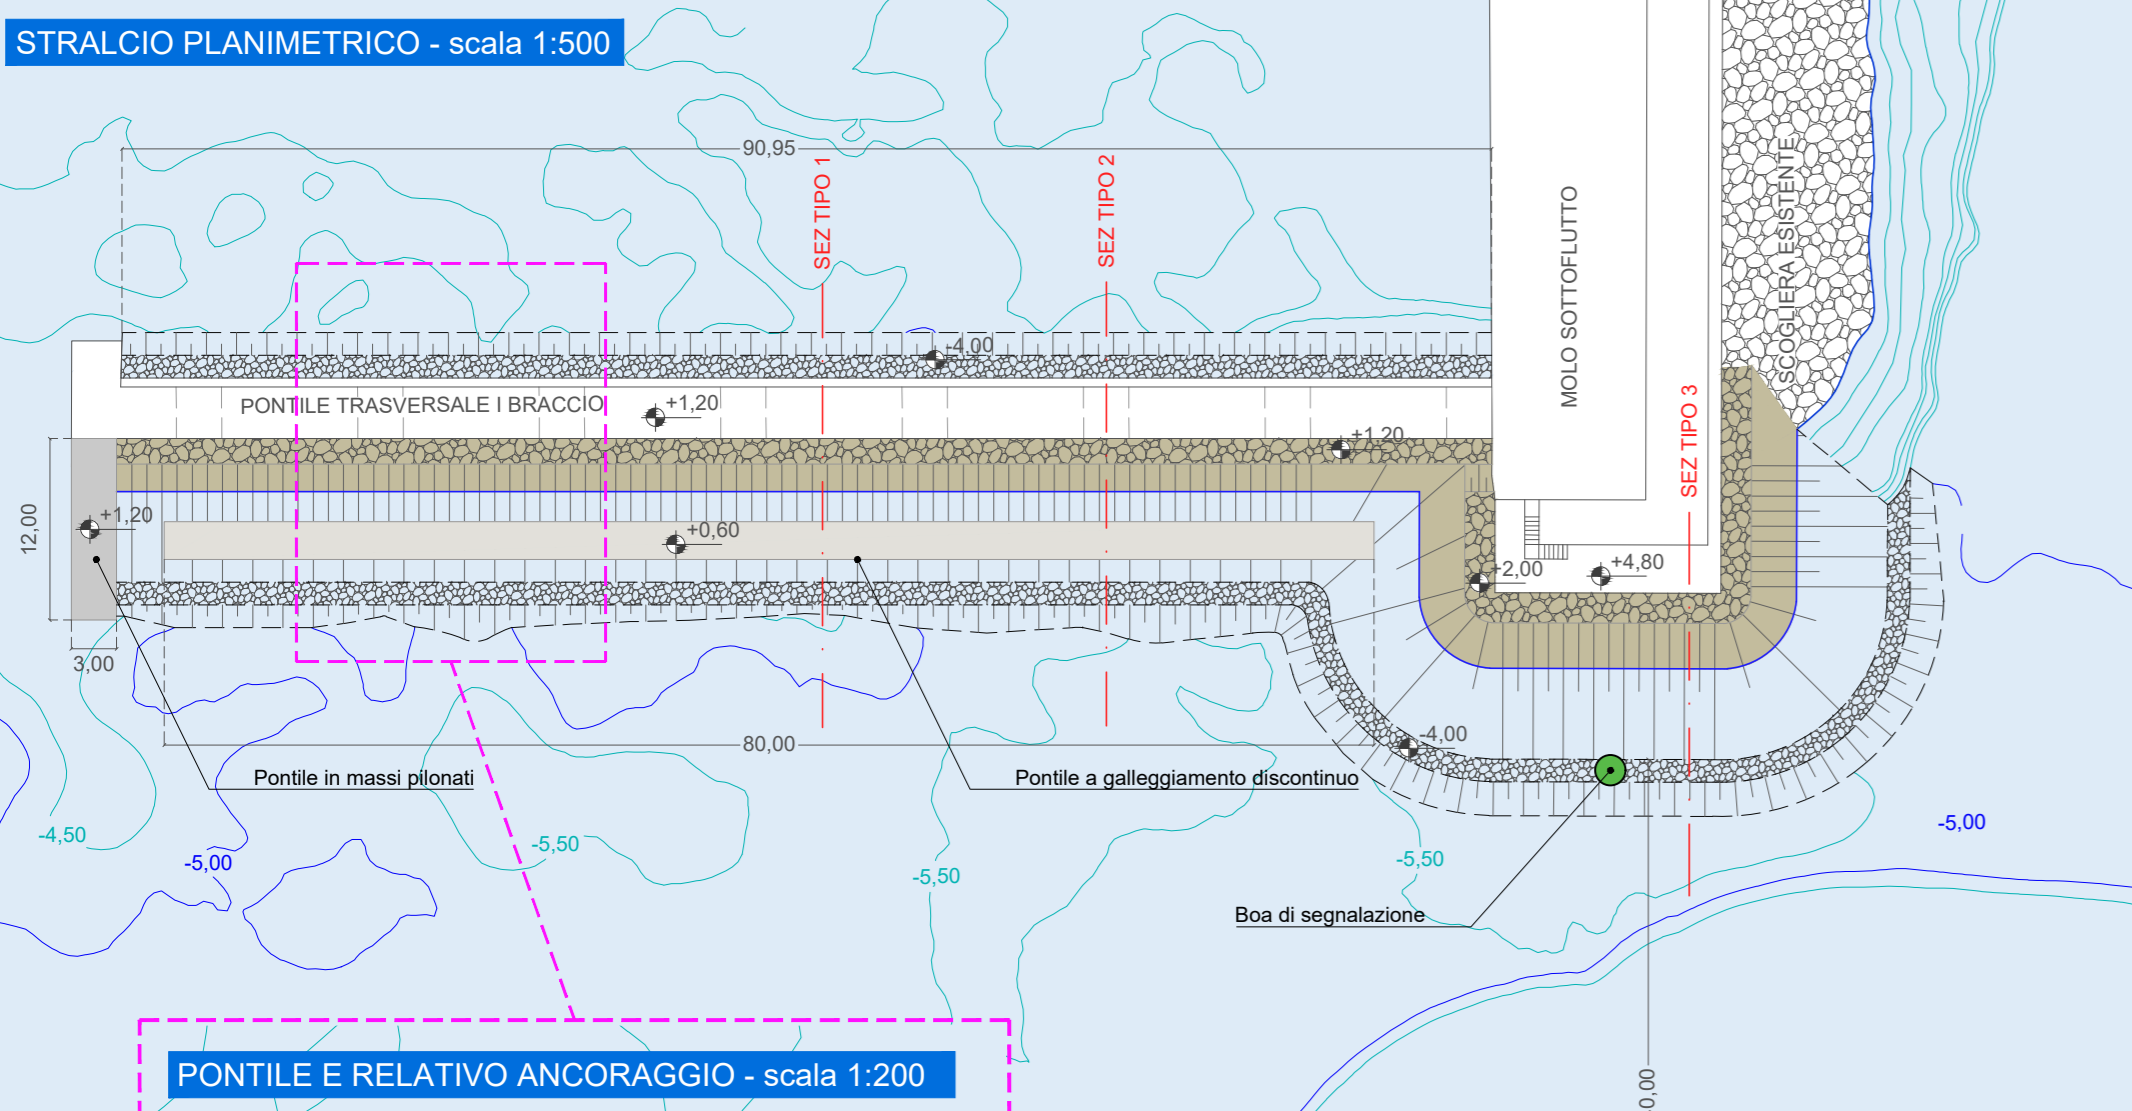 STRALCIO PLANIMETRICO - scala 1:500
90,95
SEZ TIPO 1
SEZ TIPO 2
MOLO SOTTOFLUTTO
SCOGLIERA ESISTENTE
-4,00
PONTILE TRASVERSALE I BRACCIO
+1,20
+1,20
SEZ TIPO 3
+1,20
12,00
+0,60
+2,00
+4,80
3,00
80,00
-4,00
Pontile in massi pilonati
Pontile a galleggiamento discontinuo
-4,50
-5,00
-5,50
-5,50
-5,50
-5,00
Boa di segnalazione
PONTILE E RELATIVO ANCORAGGIO - scala 1:200
0,00